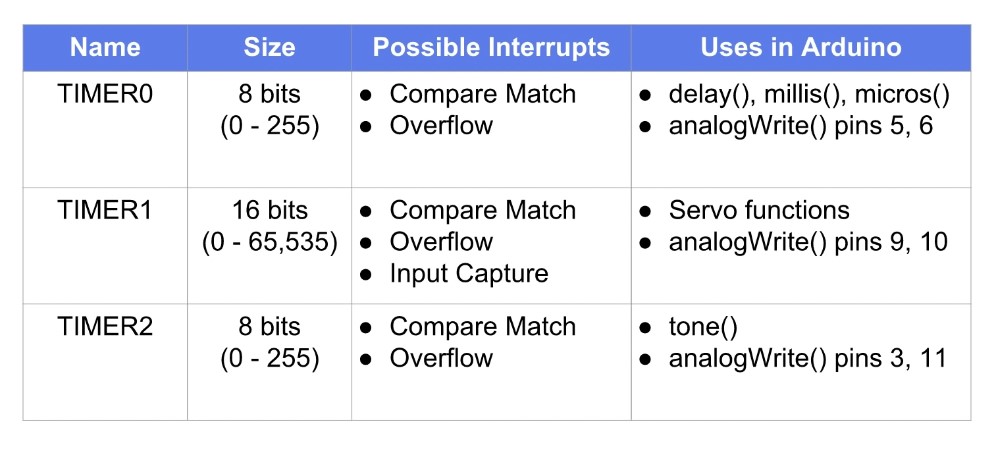 Name Size Possible Interrupts Uses in Arduino
TIMER0 8 bits ● Compare Match ● delay(), millis(), micros()
(0 - 255) ● Overflow ● analogWrite() pins 5, 6
TIMER1 16 bits ● Compare Match ● Servo functions
(0 - 65,535) ● Overflow ● analogWrite() pins 9, 10
● Input Capture
TIMER2 8 bits ● Compare Match ● tone()
(0 - 255) ● Overflow ● analogWrite() pins 3, 11